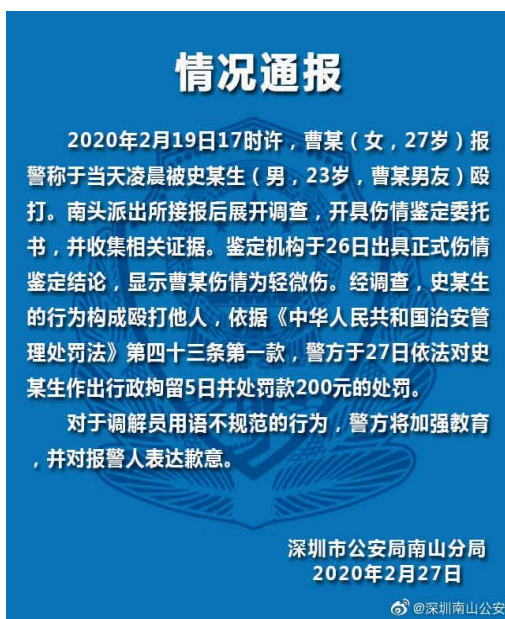 情况通报
2020年2月19日17时许，曹某（女，27岁）报
警称于当天凌晨被史某生（男，23岁，曹某男友）殴
打。南头派出所接报后展开调查，开具伤情鉴定委托
书，并收集相关证据。鉴定机构于26日出具正式伤情
鉴定结论，显示曹某伤情为轻微伤。经调查，史某生
的行为构成殴打他人，依据《中华人民共和国治安管
理处罚法》第四十三条第一款，警方于27日依法对史
某生作出行政拘留5日并处罚款200元的处罚。
对于调解员用语不规范的行为，警方将加强教育
，并对报警人表达歉意。
深圳市公安局南山分局
2020年2月27日
@深圳南山公安